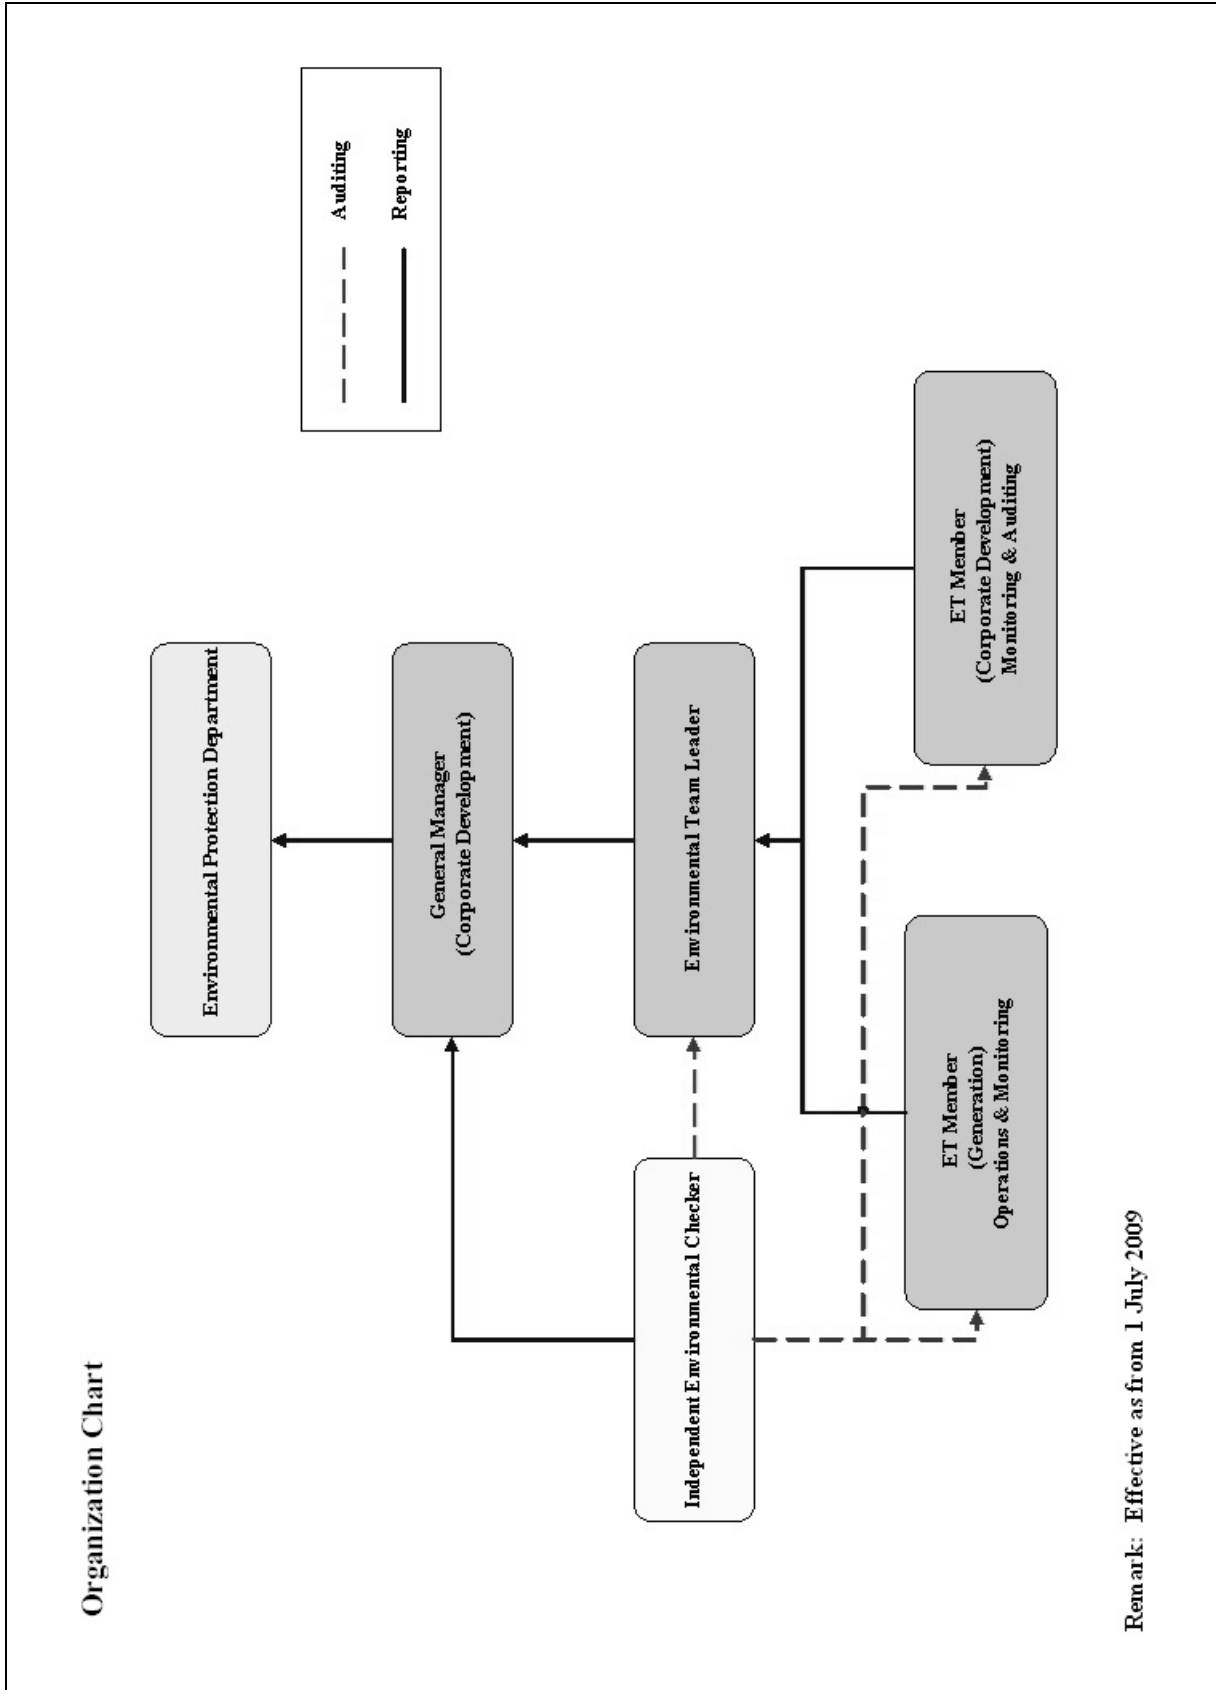 Organization Chart
Auditing
Reporting
Environmental Protection Department
General Manager
(Corporate Development)
Independent Environmental Checker
Environmental Team Leader
ET Member
(Generation)
Operations & Monitoring
ET Member
(Corporate Development)
Monitoring & Auditing
Remark: Effective as from 1 July 2009